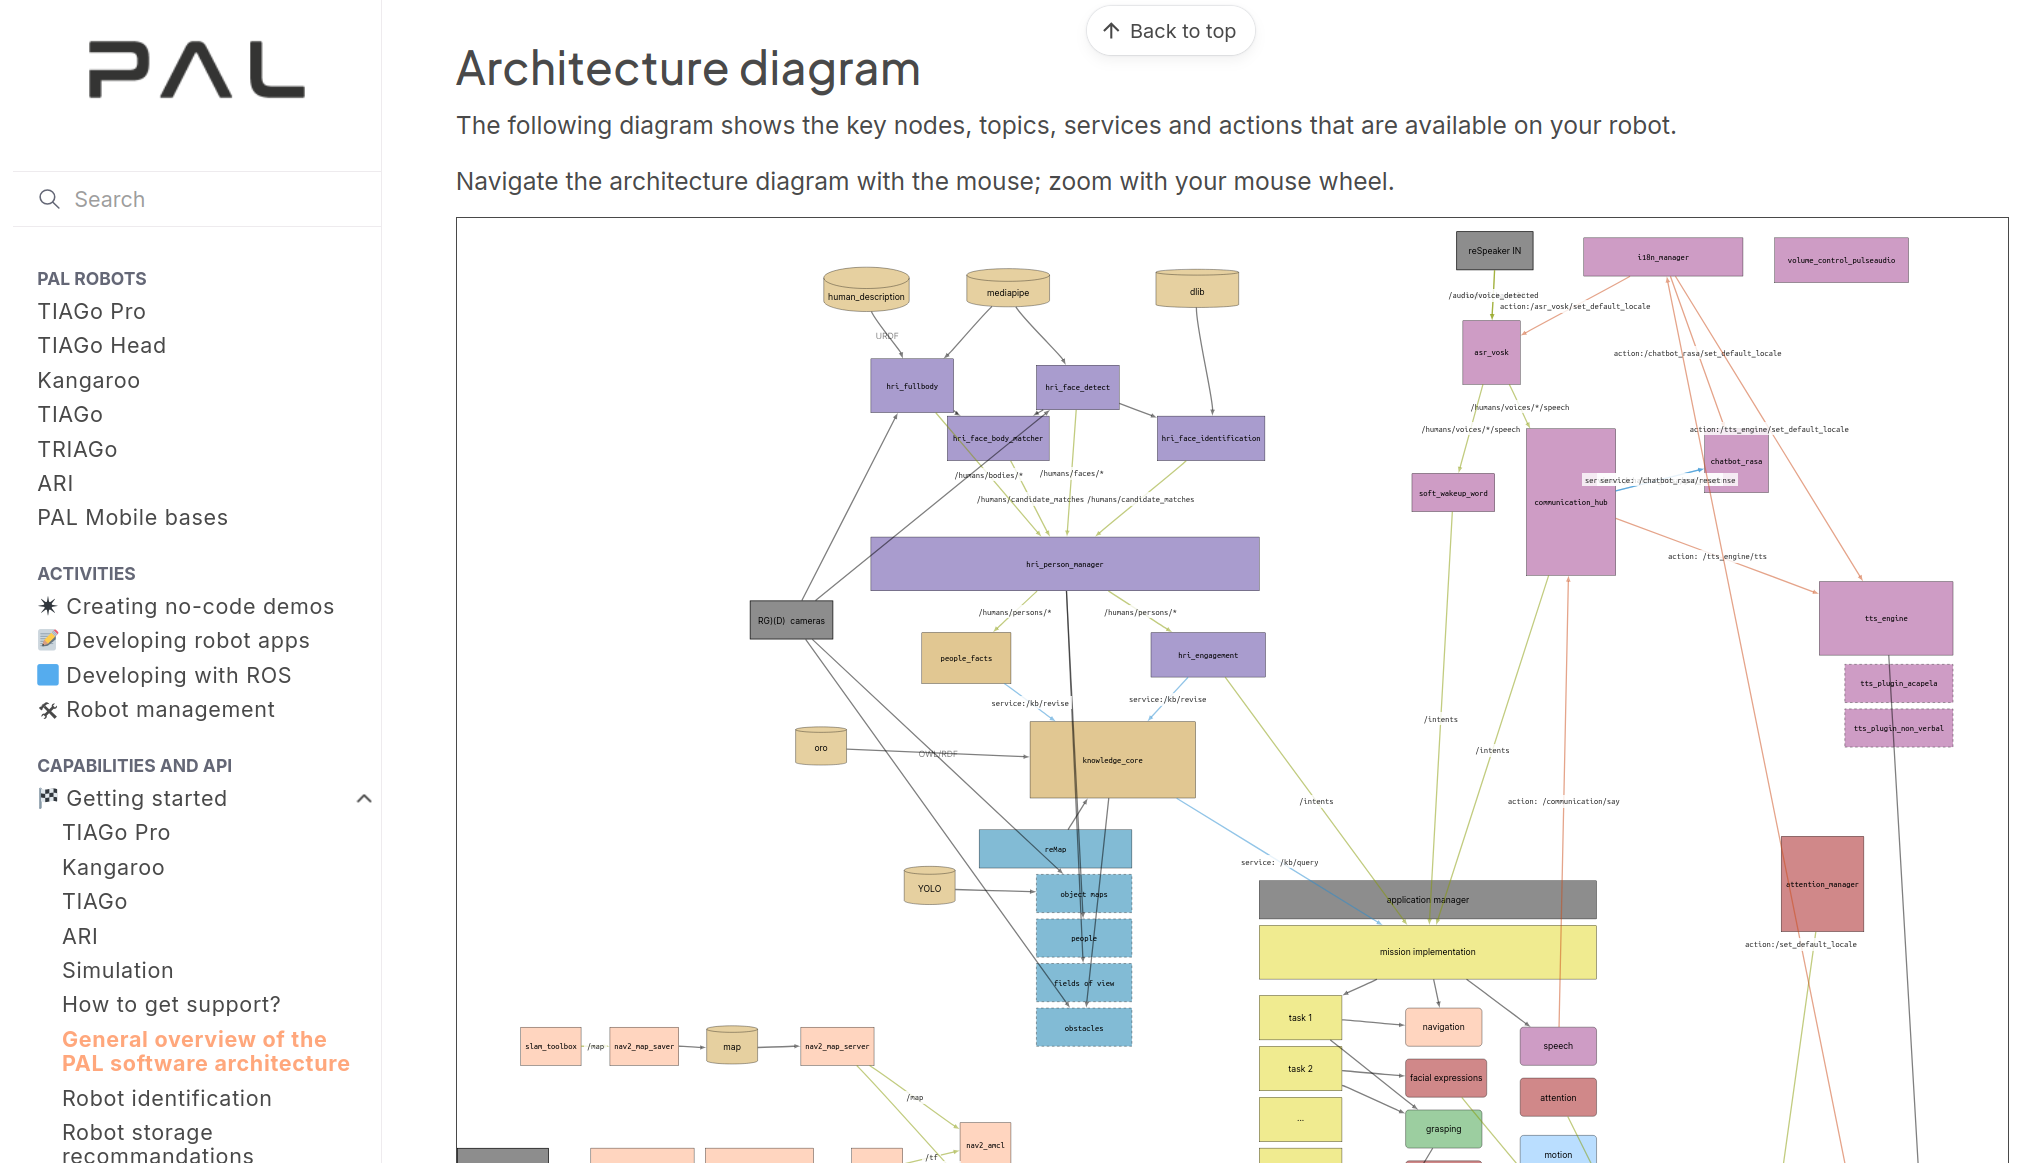 PAL
Search
PAL ROBOTS
TIAGo Pro
TIAGo Head
Kangaroo
TIAGo
TRIAGo
ARI
PAL Mobile bases
ACTIVITIES
Creating no-code demos
Developing robot apps
Developing with ROS
Robot management
CAPABILITIES AND API
Getting started
TIAGo Pro
Kangaroo
TIAGo
ARI
Simulation
How to get support?
General overview of the
PAL software architecture
Robot identification
Robot storage
recommandations
Back to top
Architecture diagram
The following diagram shows the key nodes, topics, services and actions that are available on your robot.
Navigate the architecture diagram with the mouse; zoom with your mouse wheel.
human_description
mediapipe
dlib
URDF
hri_fullbody
hri_face_detect
hri_face_body_matcher
hri_face_identification
/humans/bodies/*
/humans/faces/*
/humans/candidate_matches
/humans/candidate_matches
hri_person_manager
RG)(D) cameras
/humans/persons/*
/humans/persons/*
people_facts
hri_engagement
service:/kb/revise
service:/kb/revise
oro
OWL/RDF
knowledge_core
/intents
service: /kb/query
reMap
YOLO
object maps
people
fields of view
obstacles
slam_toolbox
/map
nav2_map_saver
map
nav2_map_server
/map
nav2_amcl
/tf
reSpeaker IN
i18n_manager
volume_control_pulseaudio
/audio/voice_detected
action:/asr_vosk/set_default_locale
asr_vosk
action:/chatbot_rasa/set_default_locale
/humans/voices/*/speech
/humans/voices/*/speech
action:/tts_engine/set_default_locale
chatbot_rasa
service: /chatbot_rasa/reset
soft_wakeup_word
communication_hub
action: /tts_engine/tts
tts_engine
tts_plugin_acapela
tts_plugin_non_verbal
/intents
/intents
action: /communication/say
attention_manager
action:/set_default_locale
application manager
mission implementation
task 1
task 2
...
navigation
facial expressions
grasping
speech
attention
motion